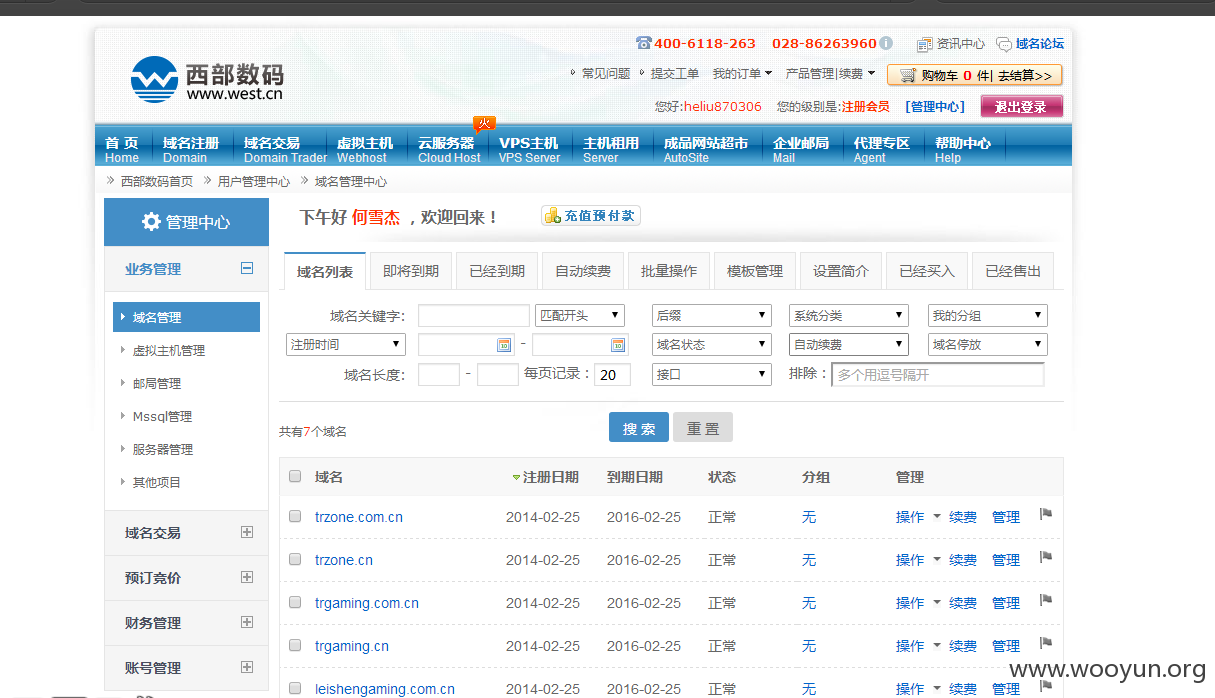 400-6118-263 028-86263960 资讯中心 域名论坛
西部数码
www.west.cn
常见问题 提交工单 我的订单 产品管理|续费 购物车 0 件| 去结算>>
您好:heliu870306 您的级别是:注册会员 [管理中心] 退出登录
火
首 页 域名注册 域名交易 虚拟主机 云服务器 VPS主机 主机租用 成品网站超市 企业邮局 代理专区 帮助中心
Home Domain Domain Trader Webhost Cloud Host VPS Server Server AutoSite Mail Agent Help
西部数码首页 用户管理中心 域名管理中心
管理中心
下午好 何雪杰 ，欢迎回来！ 充值预付款
业务管理
域名管理
虚拟主机管理
邮局管理
Mssql管理
服务器管理
其他项目
域名交易
预订竞价
财务管理
账号管理
域名列表 即将到期 已经到期 自动续费 批量操作 模板管理 设置简介 已经买入 已经售出
域名关键字： 匹配开头 后缀 系统分类 我的分组
注册时间 - 域名状态 自动续费 域名停放
域名长度： - 每页记录： 20 接口 排除： 多个用逗号隔开
共有7个域名 搜 索 重 置
域名 注册日期 到期日期 状态 分组 管理
trzone.com.cn 2014-02-25 2016-02-25 正常 无 操作 续费 管理
trzone.cn 2014-02-25 2016-02-25 正常 无 操作 续费 管理
trgaming.com.cn 2014-02-25 2016-02-25 正常 无 操作 续费 管理
trgaming.cn 2014-02-25 2016-02-25 正常 无 操作 续费 管理
leishengaming.com.cn 2014-02-25 2016-02-25 正常 无 操作 续费 管理
www.wooyun.org